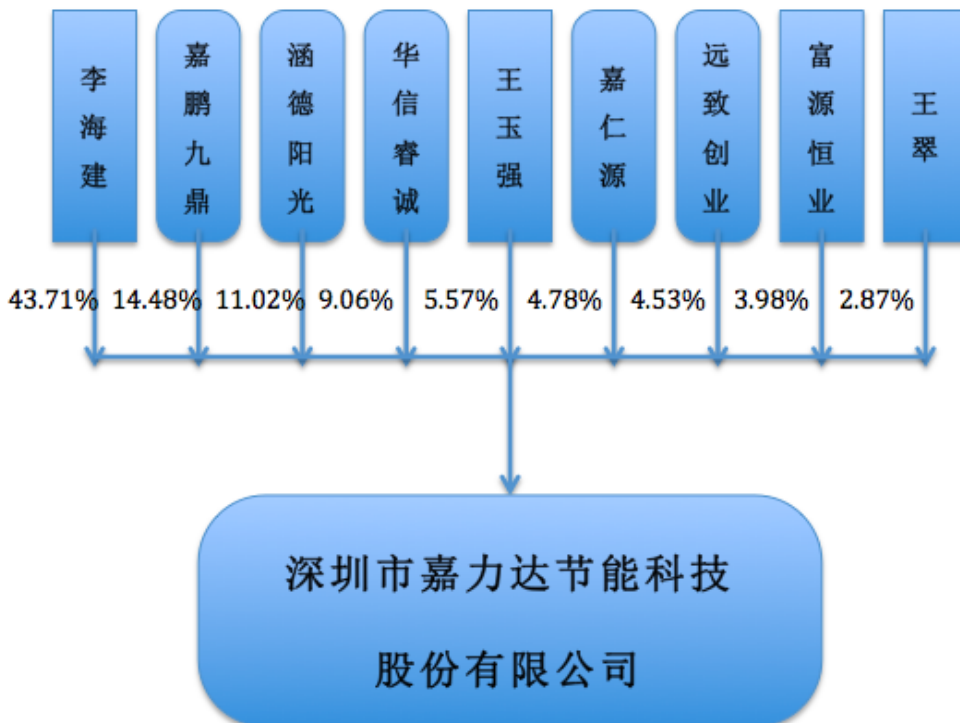 李海建
嘉鹏九鼎
涵德阳光
华信睿诚
王玉强
嘉仁源
远致创业
富源恒业
王翠
43.71% 14.48% 11.02% 9.06% 5.57% 4.78% 4.53% 3.98% 2.87%
深圳市嘉力达节能科技
股份有限公司